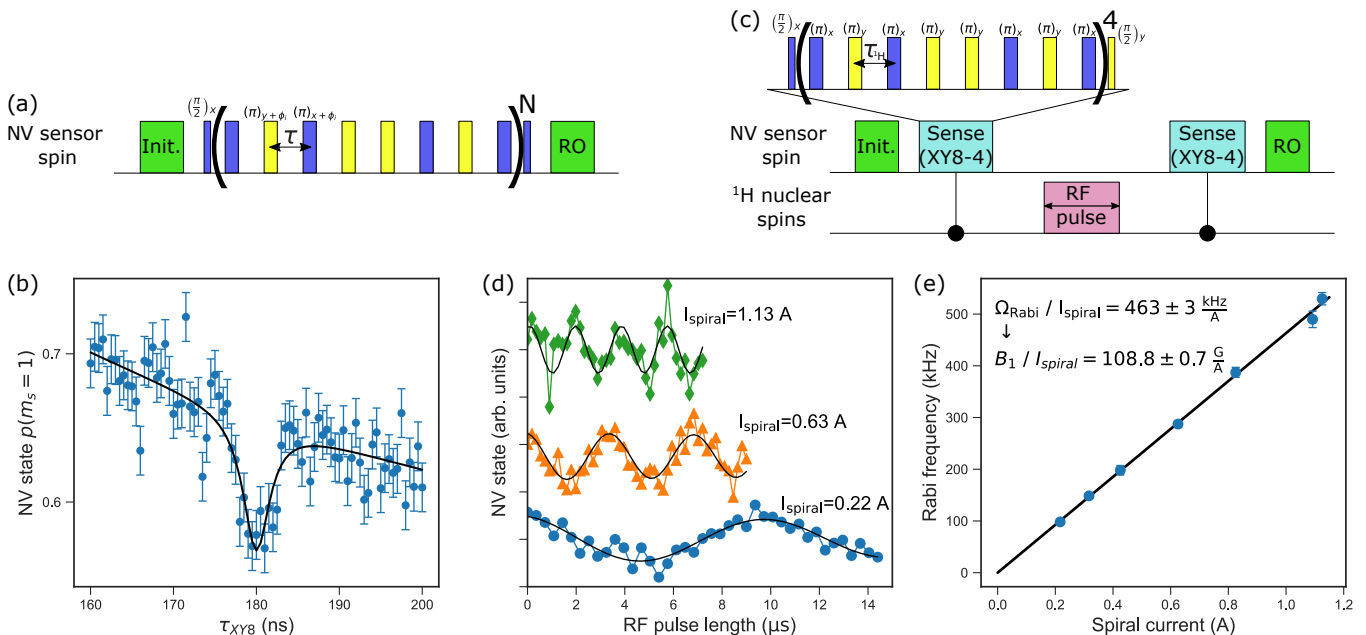 (a)
(π/2)x
(π)y+ϕi (π)x+ϕi
N
NV sensor
spin
Init.
τ
RO
(c)
(π/2)x (π)x (π)y (π)x (π)y (π)y (π)x (π)y (π)x 4 (π/2)y
τ1H
NV sensor
spin
Init.
Sense
(XY8-4)
Sense
(XY8-4)
RO
1H nuclear
spins
RF
pulse
(b)
NV state p(ms = 1)
0.7
0.6
160 170 180 190 200
τXY8 (ns)
(d)
NV state (arb. units)
Ispiral=1.13 A
Ispiral=0.63 A
Ispiral=0.22 A
0 2 4 6 8 10 12 14
RF pulse length (μs)
(e)
Rabi frequency (kHz)
500
400
300
200
100
0
ΩRabi / Ispiral = 463 ± 3 kHz/A
↓
B1 / Ispiral = 108.8 ± 0.7 G/A
0.0 0.2 0.4 0.6 0.8 1.0 1.2
Spiral current (A)